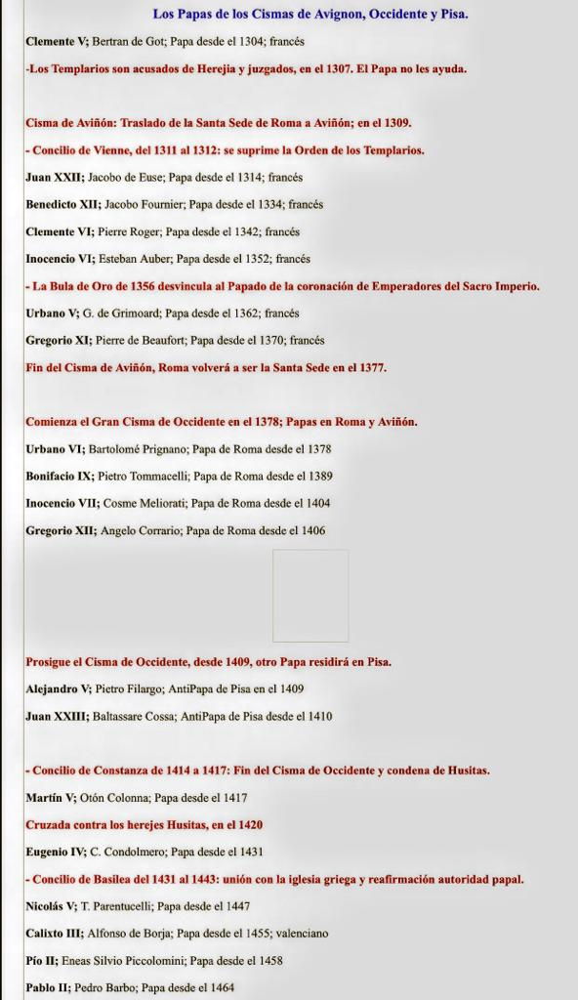 Los Papas de los Cismas de Avignon, Occidente y Pisa.
Clemente V; Bertran de Got; Papa desde el 1304; francés
-Los Templarios son acusados de Herejia y juzgados, en el 1307. El Papa no les ayuda.
Cisma de Aviñón: Traslado de la Santa Sede de Roma a Aviñón; en el 1309.
- Concilio de Vienne, del 1311 al 1312: se suprime la Orden de los Templarios.
Juan XXII; Jacobo de Euse; Papa desde el 1314; francés
Benedicto XII; Jacobo Fournier; Papa desde el 1334; francés
Clemente VI; Pierre Roger; Papa desde el 1342; francés
Inocencio VI; Esteban Auber; Papa desde el 1352; francés
- La Bula de Oro de 1356 desvincula al Papado de la coronación de Emperadores del Sacro Imperio.
Urbano V; G. de Grimoard; Papa desde el 1362; francés
Gregorio XI; Pierre de Beaufort; Papa desde el 1370; francés
Fin del Cisma de Aviñón, Roma volverá a ser la Santa Sede en el 1377.
Comienza el Gran Cisma de Occidente en el 1378; Papas en Roma y Aviñón.
Urbano VI; Bartolomé Prignano; Papa de Roma desde el 1378
Bonifacio IX; Pietro Tommacelli; Papa de Roma desde el 1389
Inocencio VII; Cosme Meliorati; Papa de Roma desde el 1404
Gregorio XII; Angelo Corrario; Papa de Roma desde el 1406
Prosigue el Cisma de Occidente, desde 1409, otro Papa residirá en Pisa.
Alejandro V; Pietro Filargo; AntiPapa de Pisa en el 1409
Juan XXIII; Baltassare Cossa; AntiPapa de Pisa desde el 1410
- Concilio de Constanza de 1414 a 1417: Fin del Cisma de Occidente y condena de Husitas.
Martín V; Otón Colonna; Papa desde el 1417
Cruzada contra los herejes Husitas, en el 1420
Eugenio IV; C. Condolmero; Papa desde el 1431
- Concilio de Basilea del 1431 al 1443: unión con la iglesia griega y reafirmación autoridad papal.
Nicolás V; T. Parentucelli; Papa desde el 1447
Calixto III; Alfonso de Borja; Papa desde el 1455; valenciano
Pío II; Eneas Silvio Piccolomini; Papa desde el 1458
Pablo II; Pedro Barbo; Papa desde el 1464